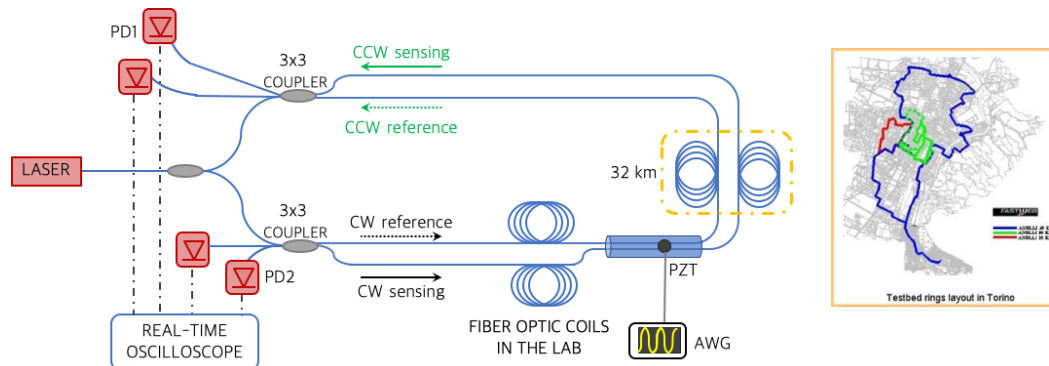 PD1
3x3
COUPLER
CCW sensing
CCW reference
LASER
32 km
3x3
COUPLER
CW reference
CW sensing
PD2
PZT
REAL-TIME
OSCILLOSCOPE
FIBER OPTIC COILS
IN THE LAB
AWG
FASTWEB
Testbed rings layout in Torino